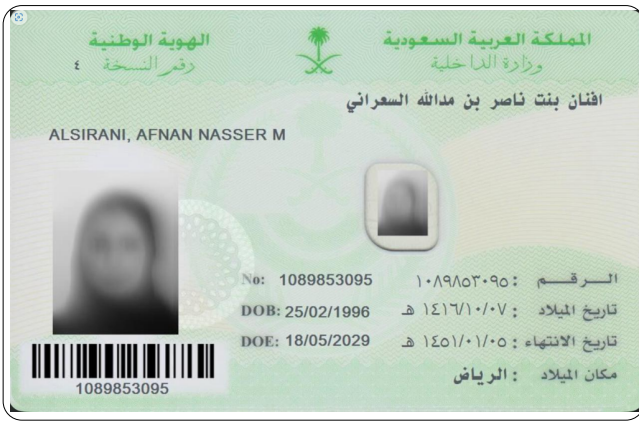 المملكة العربية السعودية
وزارة الداخلية
الهوية الوطنية
رقم النسخة ٤
افنان بنت ناصر بن مدالله السعراني
ALSIRANI, AFNAN NASSER M
الرقم : ١٠٨٩٨٥٣٠٩٥ No: 1089853095
تاريخ الميلاد : ١٤١٦/١٠/٠٧ هـ DOB: 25/02/1996
تاريخ الانتهاء : ١٤٥١/٠١/٠٥ هـ DOE: 18/05/2029
مكان الميلاد : الرياض
1089853095